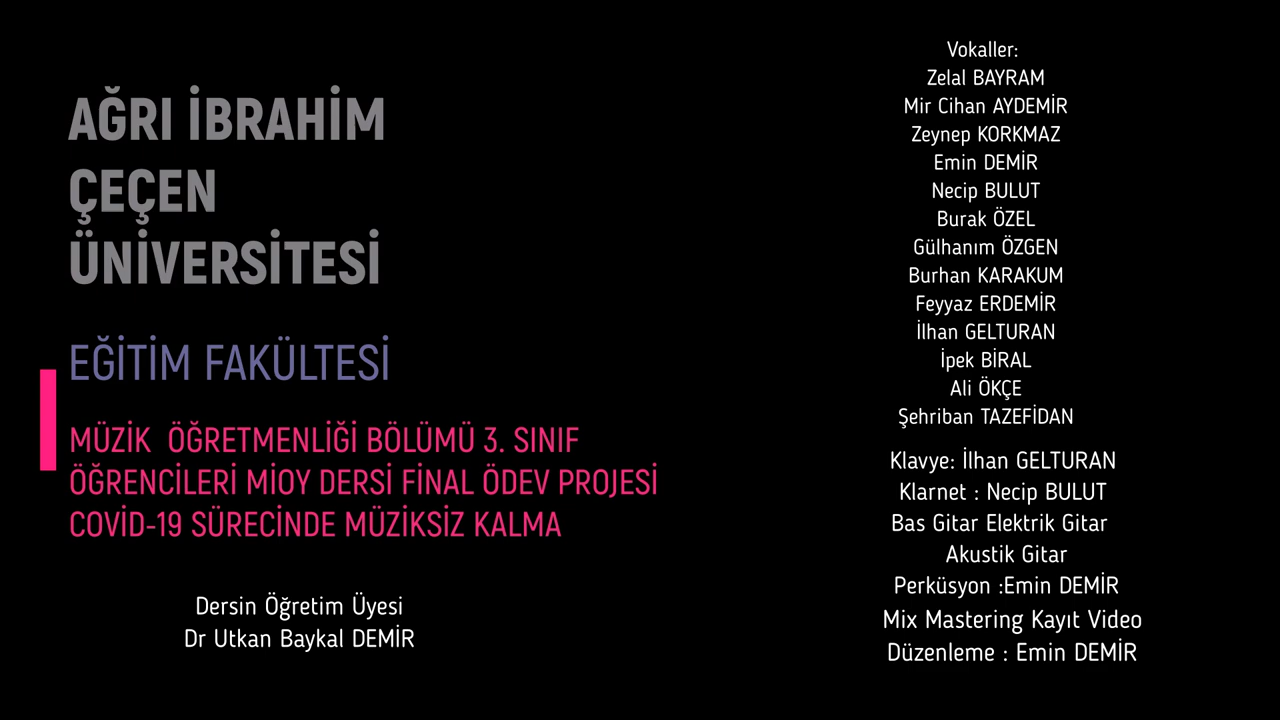 AĞRI İBRAHİM
ÇEÇEN
ÜNİVERSİTESİ
EĞİTİM FAKÜLTESİ
MÜZİK  ÖĞRETMENLİĞİ BÖLÜMÜ 3. SINIF
ÖĞRENCİLERİ MİOY DERSİ FİNAL ÖDEV PROJESİ
COVİD-19 SÜRECİNDE MÜZİKSİZ KALMA
Dersin Öğretim Üyesi
Dr Utkan Baykal DEMİR
Vokaller:
Zelal BAYRAM
Mir Cihan AYDEMİR
Zeynep KORKMAZ
Emin DEMİR
Necip BULUT
Burak ÖZEL
Gülhanım ÖZGEN
Burhan KARAKUM
Feyyaz ERDEMİR
İlhan GELTURAN
İpek BİRAL
Ali ÖKÇE
Şehriban TAZEFİDAN
Klavye: İlhan GELTURAN
Klarnet : Necip BULUT
Bas Gitar Elektrik Gitar
Akustik Gitar
Perküsyon :Emin DEMİR
Mix Mastering Kayıt Video
Düzenleme : Emin DEMİR